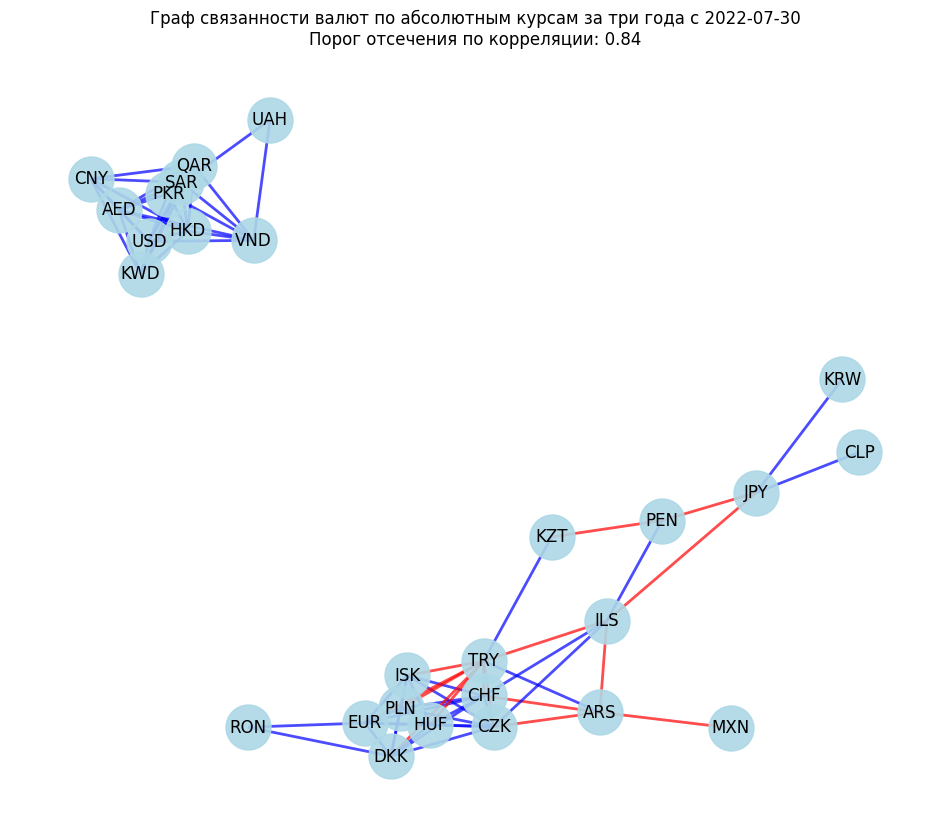 Граф связанности валют по абсолютным курсам за три года с 2022-07-30
Порог отсечения по корреляции: 0.84
UAH
QAR
CNY
SAR
PKR
AED
HKD
USD
VND
KWD
KRW
CLP
JPY
PEN
KZT
ILS
TRY
ISK
CHF
PLN
ARS
EUR
HUF
CZK
RON
MXN
DKK